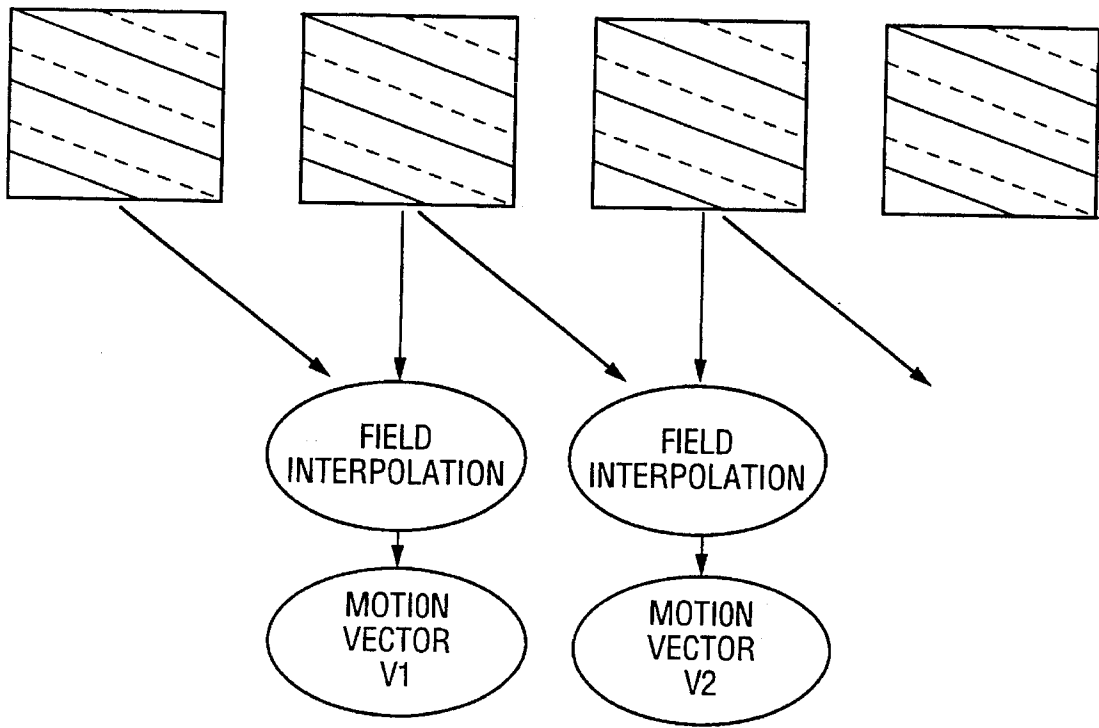 FIELD
INTERPOLATION
FIELD
INTERPOLATION
MOTION
VECTOR
V1
MOTION
VECTOR
V2